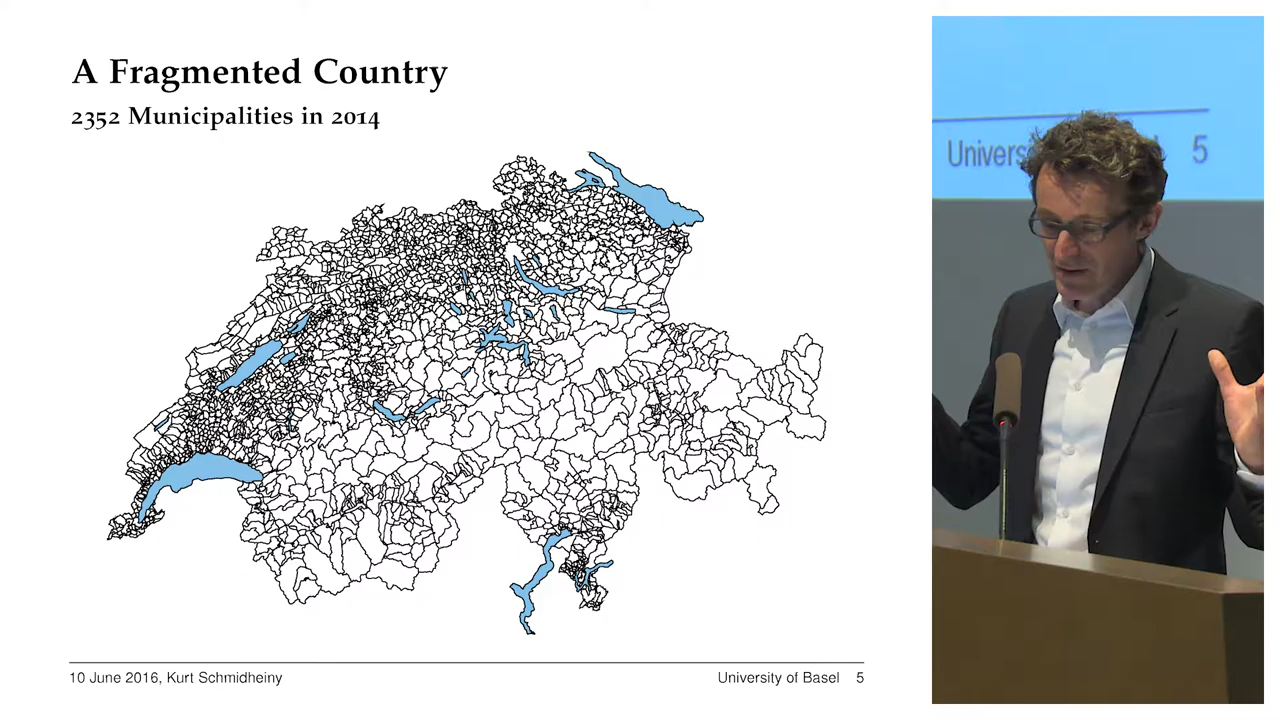 A Fragmented Country
2352 Municipalities in 2014
10 June 2016, Kurt Schmidheiny
University of Basel 5
Univers
5